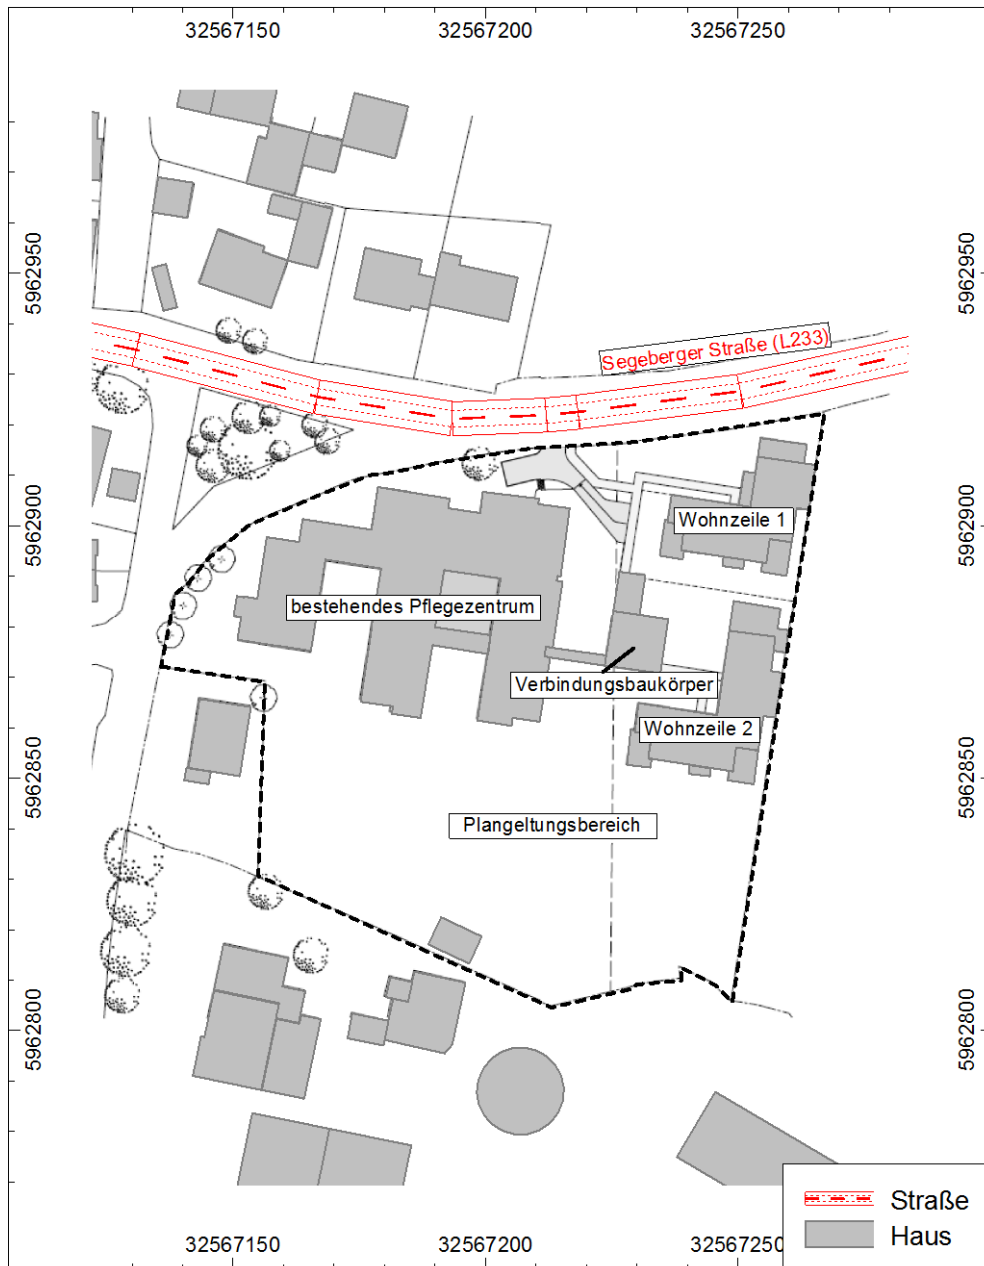 32567150
32567200
32567250
5962950
5962950
Segeberger Straße (L233)
5962900
5962900
Wohnzeile 1
bestehendes Pflegezentrum
Verbindungsbaukörper
Wohnzeile 2
5962850
5962850
Plangeltungsbereich
5962800
5962800
Straße
Haus
32567150
32567200
32567250